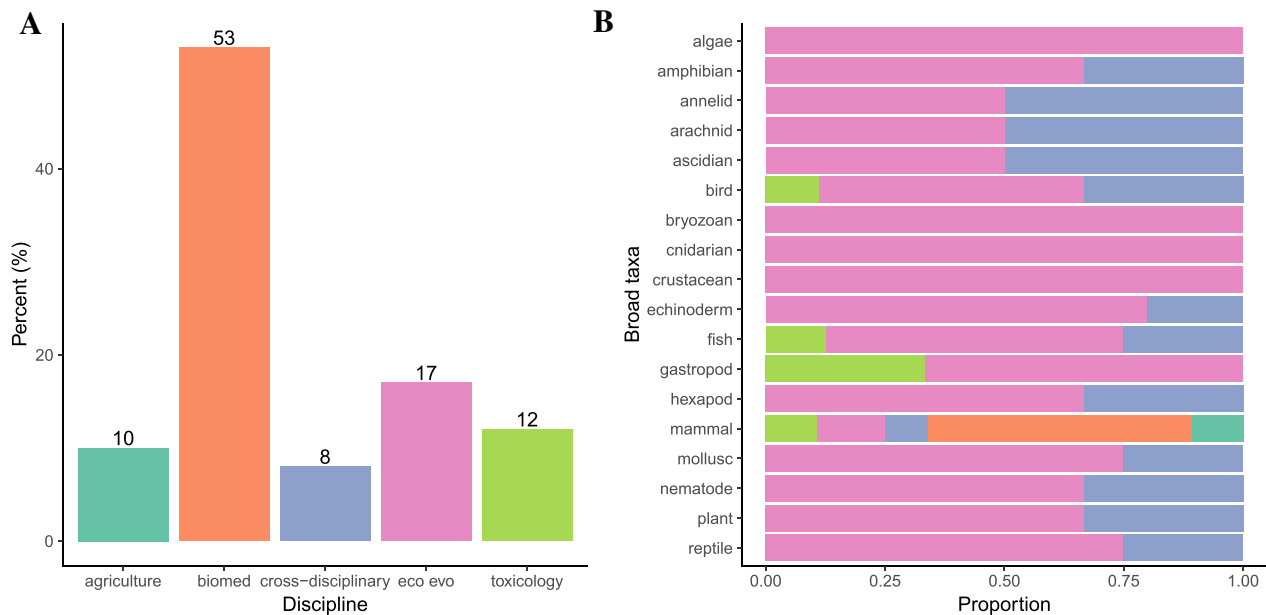 A
Percent (%)
40
20
0
10
53
8
17
12
agriculture
biomed
cross−disciplinary
eco evo
toxicology
Discipline
B
Broad taxa
algae
amphibian
annelid
arachnid
ascidian
bird
bryozoan
cnidarian
crustacean
echinoderm
fish
gastropod
hexapod
mammal
mollusc
nematode
plant
reptile
0.00
0.25
0.50
0.75
1.00
Proportion